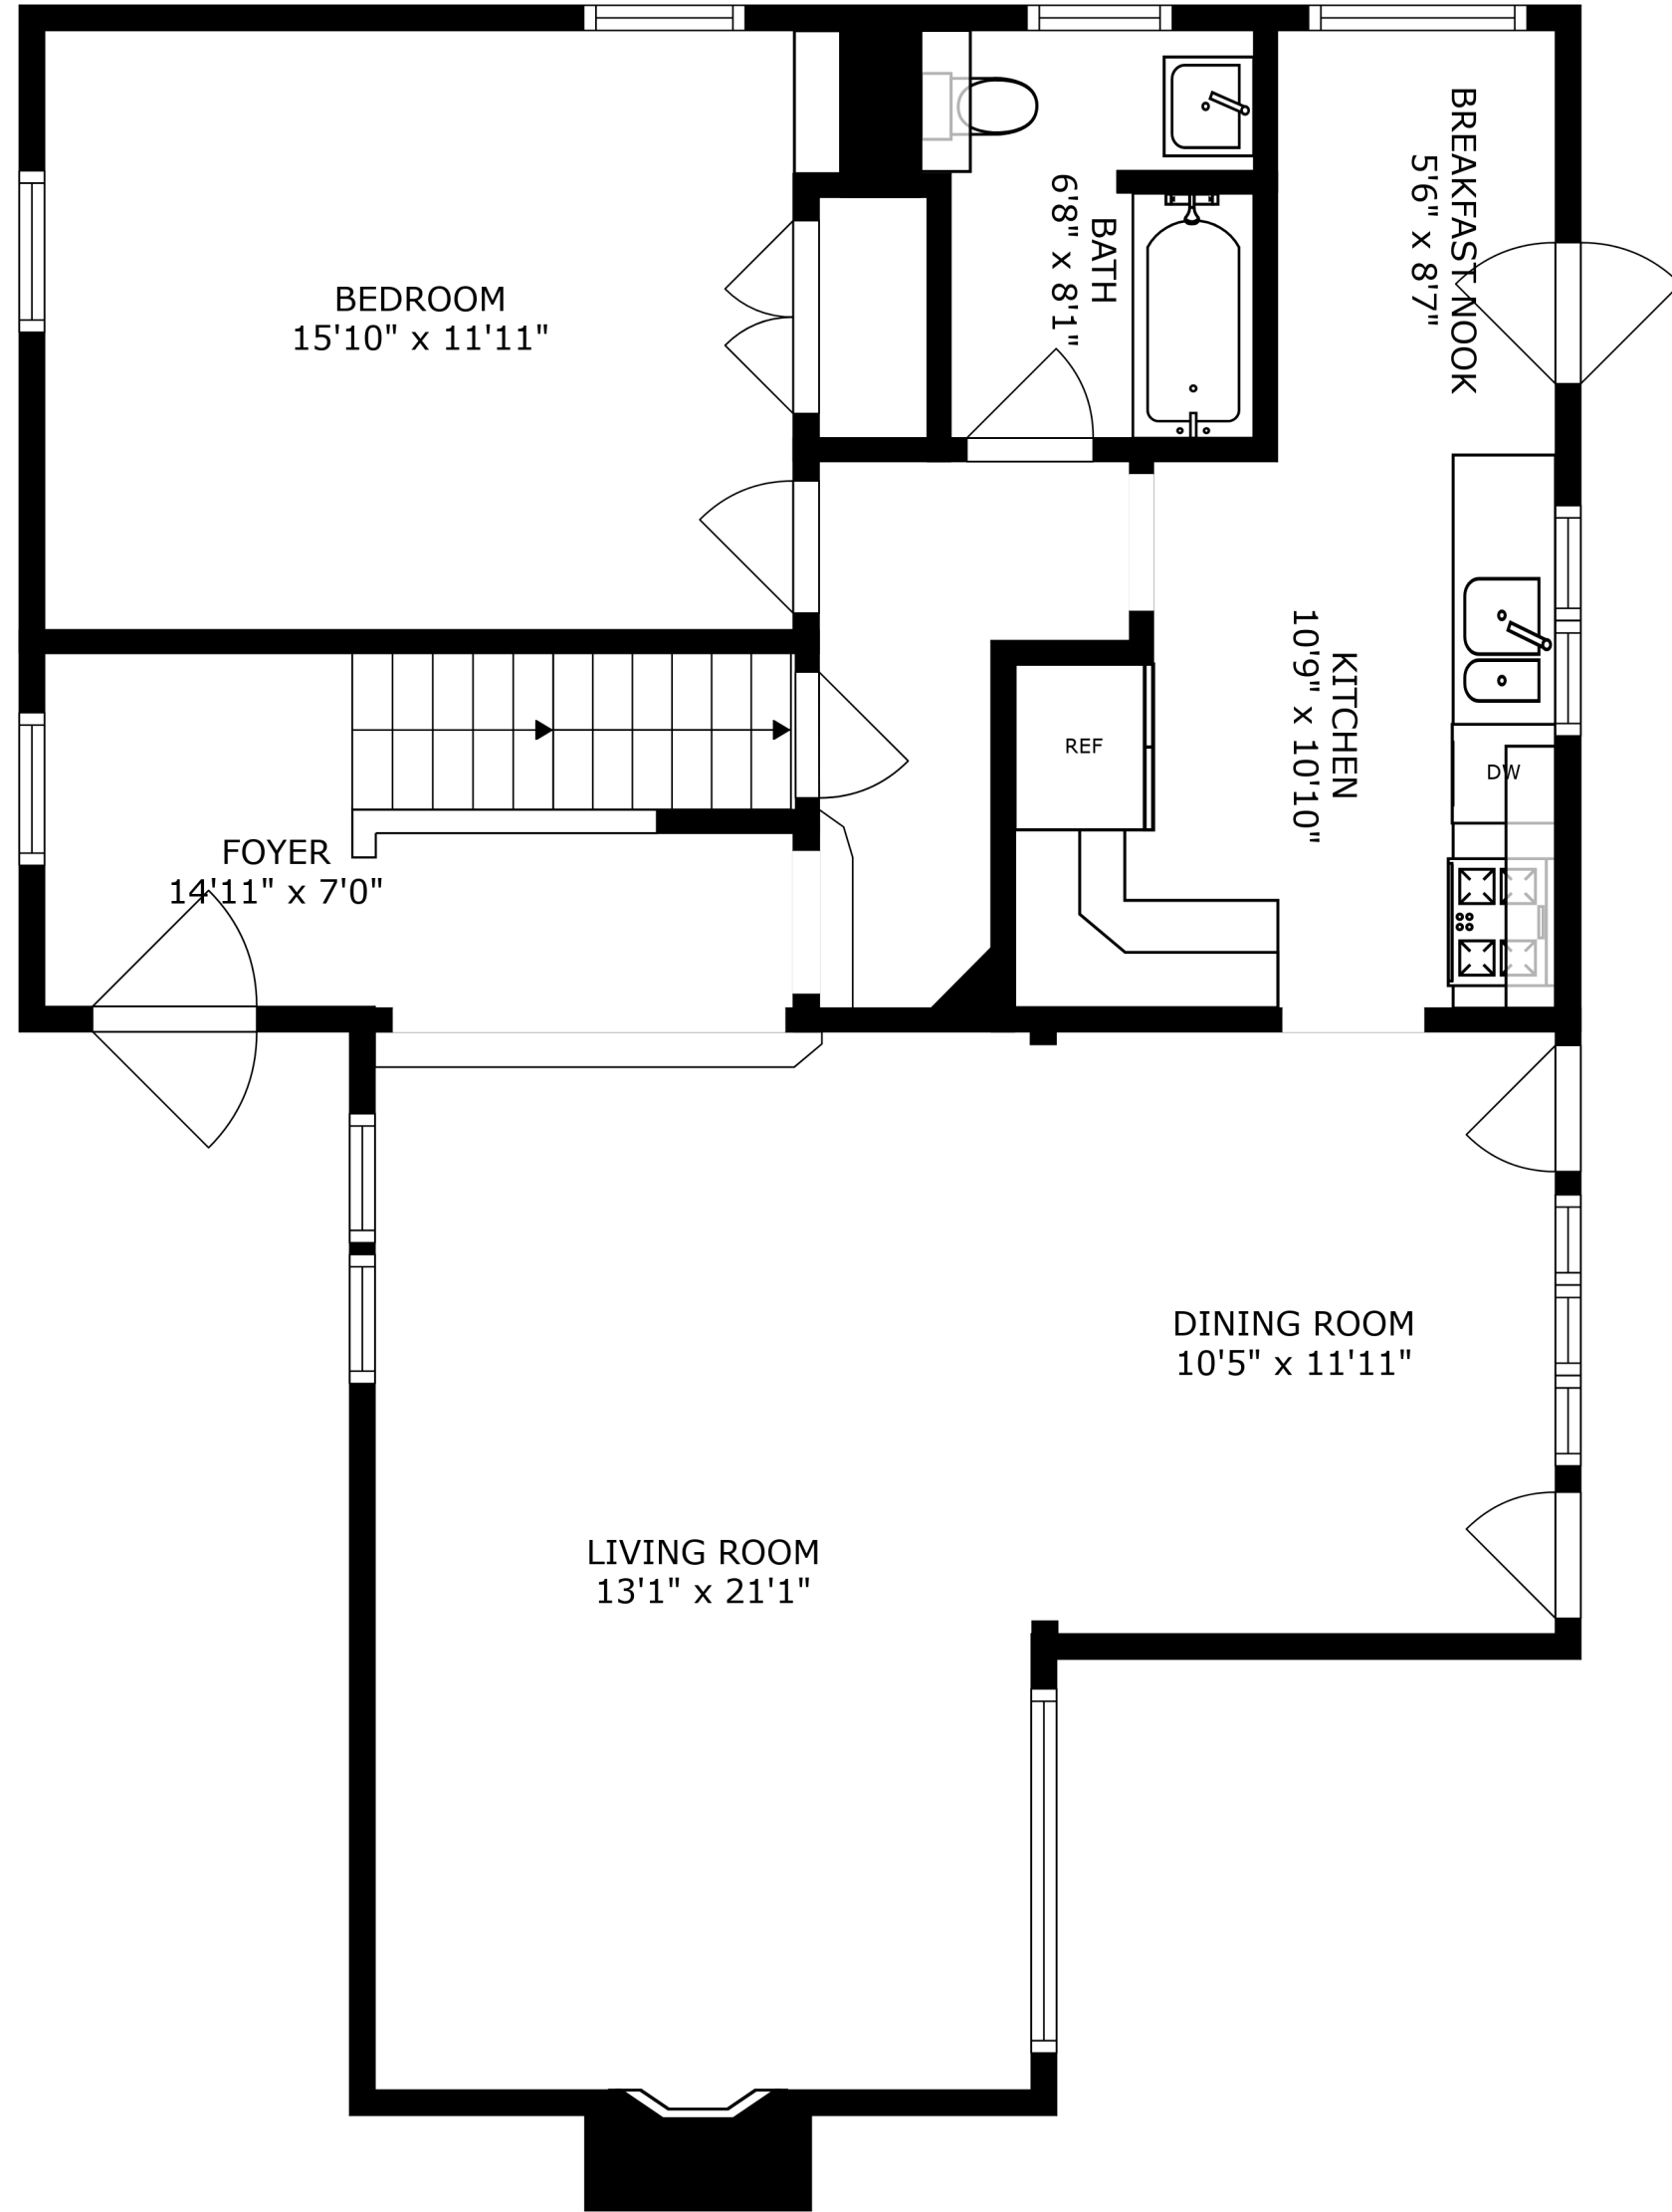 BREAKFAST NOOK
5'6" x 8'7"
BATH
6'8" x 8'1"
BEDROOM
15'10" x 11'11"
KITCHEN
10'9" x 10'10"
REF
DW
FOYER
14'11" x 7'0"
DINING ROOM
10'5" x 11'11"
LIVING ROOM
13'1" x 21'1"